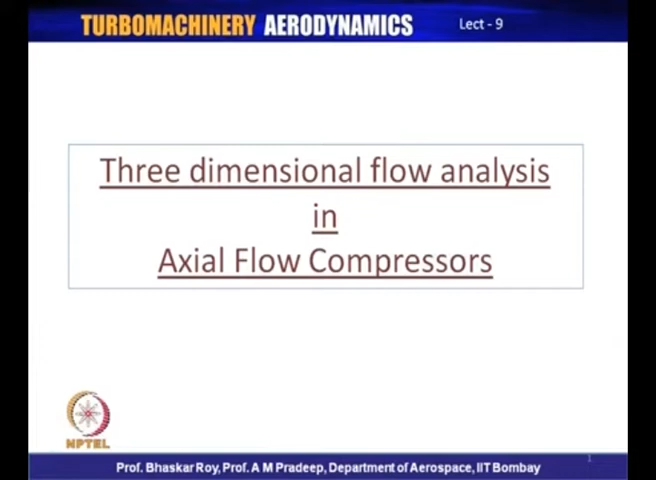 TURBOMACHINERY AERODYNAMICS Lect - 9
Three dimensional flow analysis
in
Axial Flow Compressors
NPTEL
1
Prof. Bhaskar Roy, Prof. A M Pradeep, Department of Aerospace, IIT Bombay